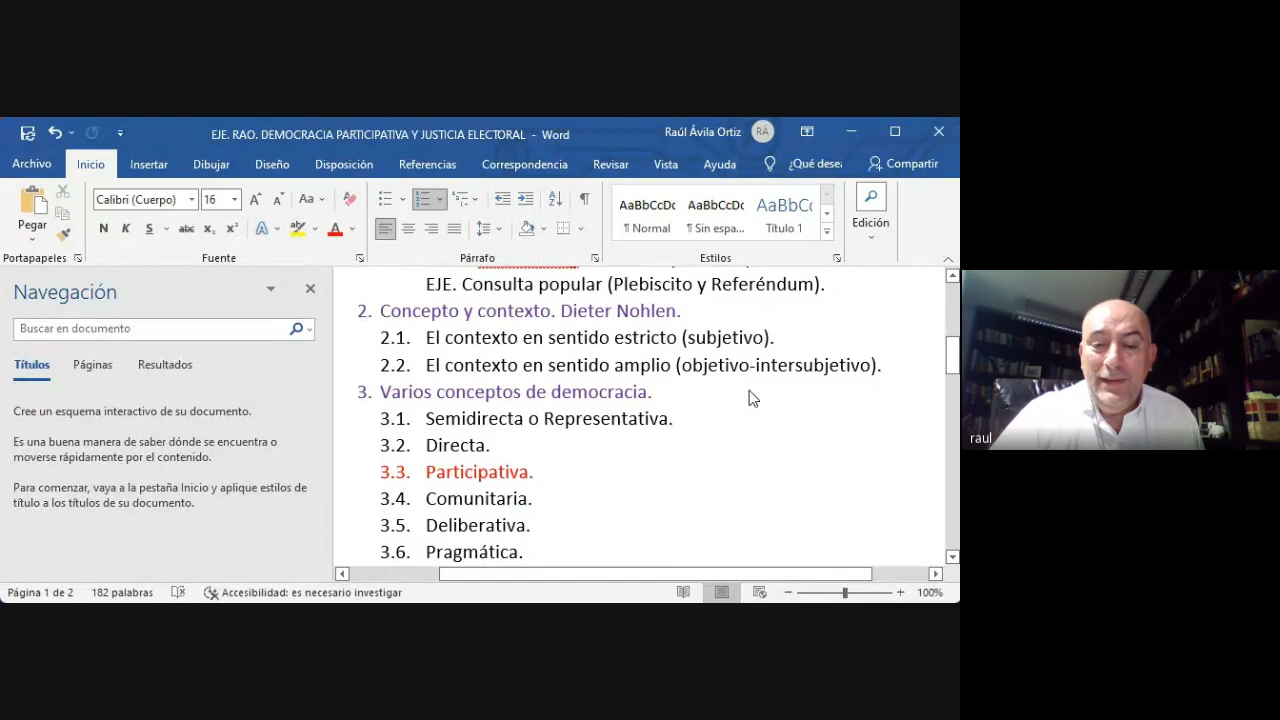 EJE. RAO. DEMOCRACIA PARTICIPATIVA Y JUSTICIA ELECTORAL - Word
Raúl Ávila Ortiz
RÁ
Archivo Inicio Insertar Dibujar Diseño Disposición Referencias Correspondencia Revisar Vista Ayuda ¿Qué dese Compartir
Pegar
Calibri (Cuerpo) 16
Aa
N K S abc x₂ x² A A
AaBbCcDc AaBbCcDc AaBbCc
¶ Normal ¶ Sin espa... Título 1
Edición
Portapapeles Fuente Párrafo Estilos
Navegación
Buscar en documento
Títulos Páginas Resultados
Cree un esquema interactivo de su documento.
Es una buena manera de saber dónde se encuentra o
moverse rápidamente por el contenido.
Para comenzar, vaya a la pestaña Inicio y aplique estilos de
título a los títulos de su documento.
EJE. Consulta popular (Plebiscito y Referéndum).
2. Concepto y contexto. Dieter Nohlen.
2.1. El contexto en sentido estricto (subjetivo).
2.2. El contexto en sentido amplio (objetivo-intersubjetivo).
3. Varios conceptos de democracia.
3.1. Semidirecta o Representativa.
3.2. Directa.
3.3. Participativa.
3.4. Comunitaria.
3.5. Deliberativa.
3.6. Pragmática.
Página 1 de 2 182 palabras Accesibilidad: es necesario investigar 100%
raul